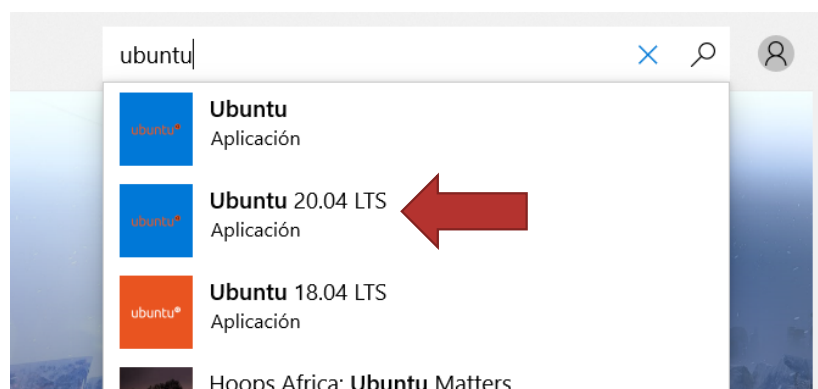 ubuntu
Ubuntu
Aplicación
ubuntu®
Ubuntu 20.04 LTS
Aplicación
ubuntu®
Ubuntu 18.04 LTS
Aplicación
ubuntu®
Hoops Africa: Ubuntu Matters